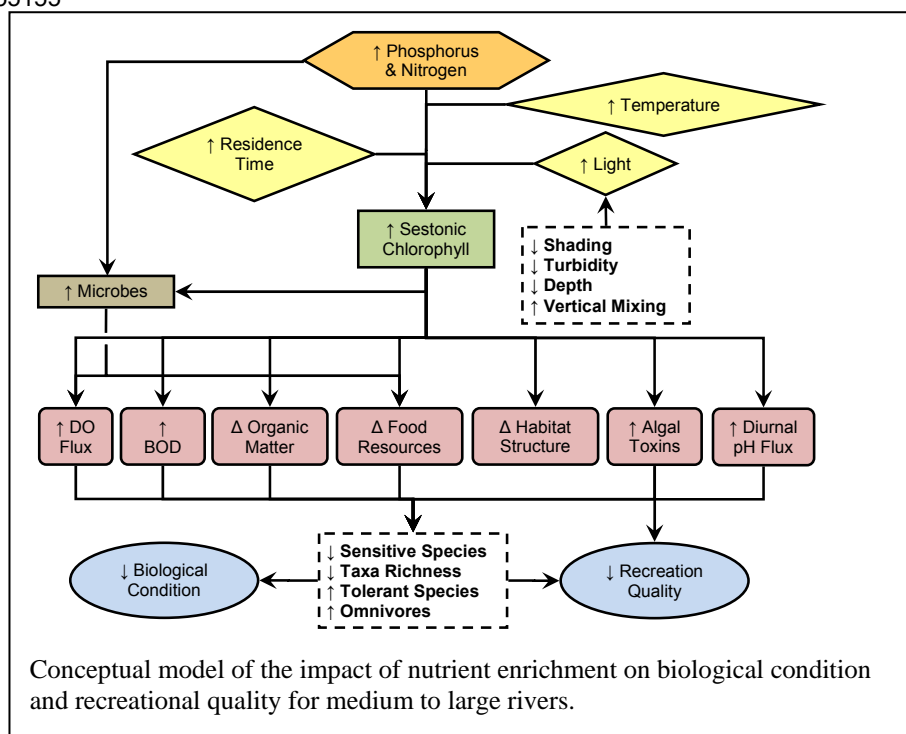 ↑ Phosphorus
& Nitrogen
↑ Temperature
↑ Residence
Time
↑ Light
↑ Sestonic
Chlorophyll
↓ Shading
↓ Turbidity
↓ Depth
↑ Vertical Mixing
↑ Microbes
↑ DO
Flux
↑
BOD
Δ Organic
Matter
Δ Food
Resources
Δ Habitat
Structure
↑ Algal
Toxins
↑ Diurnal
pH Flux
↓ Sensitive Species
↓ Taxa Richness
↑ Tolerant Species
↑ Omnivores
↓ Biological
Condition
↓ Recreation
Quality
Conceptual model of the impact of nutrient enrichment on biological condition
and recreational quality for medium to large rivers.